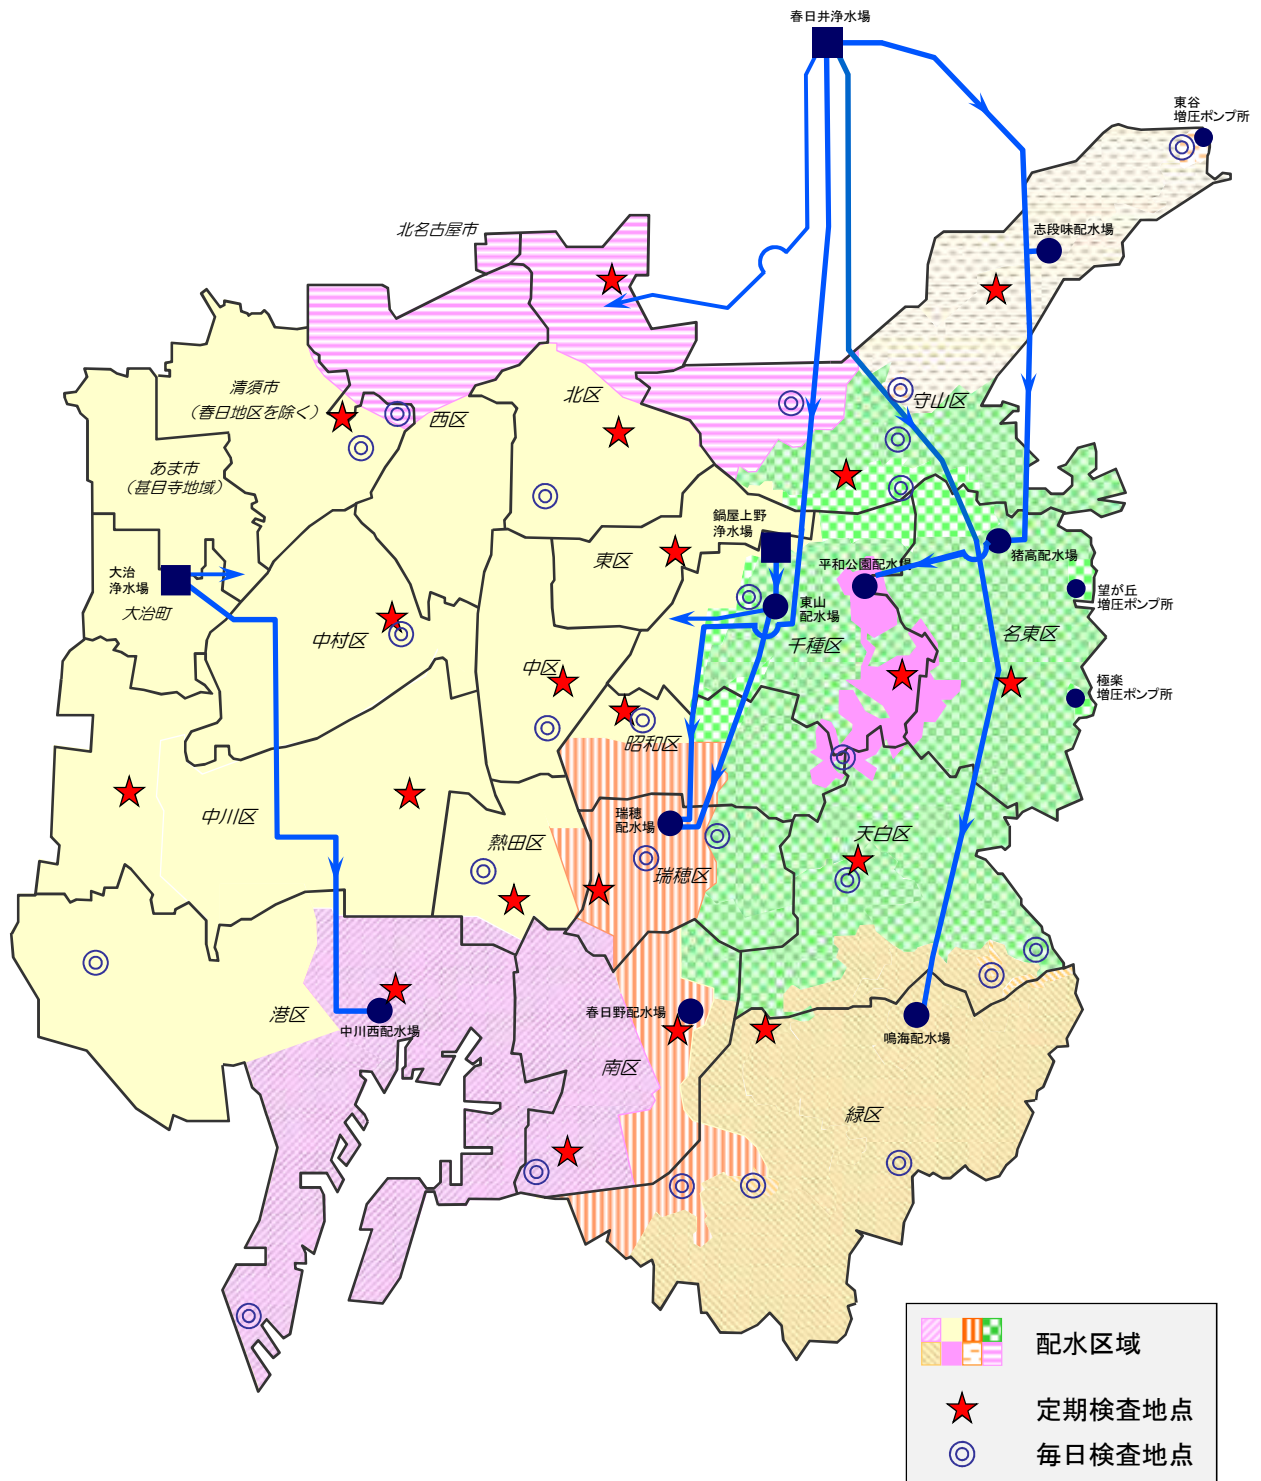 春日井浄水場
東谷
増圧ポンプ所
北名古屋市
志段味配水場
清須市
（春日地区を除く）
西区
北区
守山区
あま市
（甚目寺地域）
鍋屋上野
浄水場
東区
平和公園配水場
猪高配水場
大治
浄水場
大治町
望が丘
増圧ポンプ所
東山
配水場
中村区
千種区
名東区
中区
極楽
増圧ポンプ所
昭和区
中川区
瑞穂
配水場
熱田区
天白区
瑞穂区
港区
中川西配水場
春日野配水場
鳴海配水場
南区
緑区
配水区域
定期検査地点
毎日検査地点